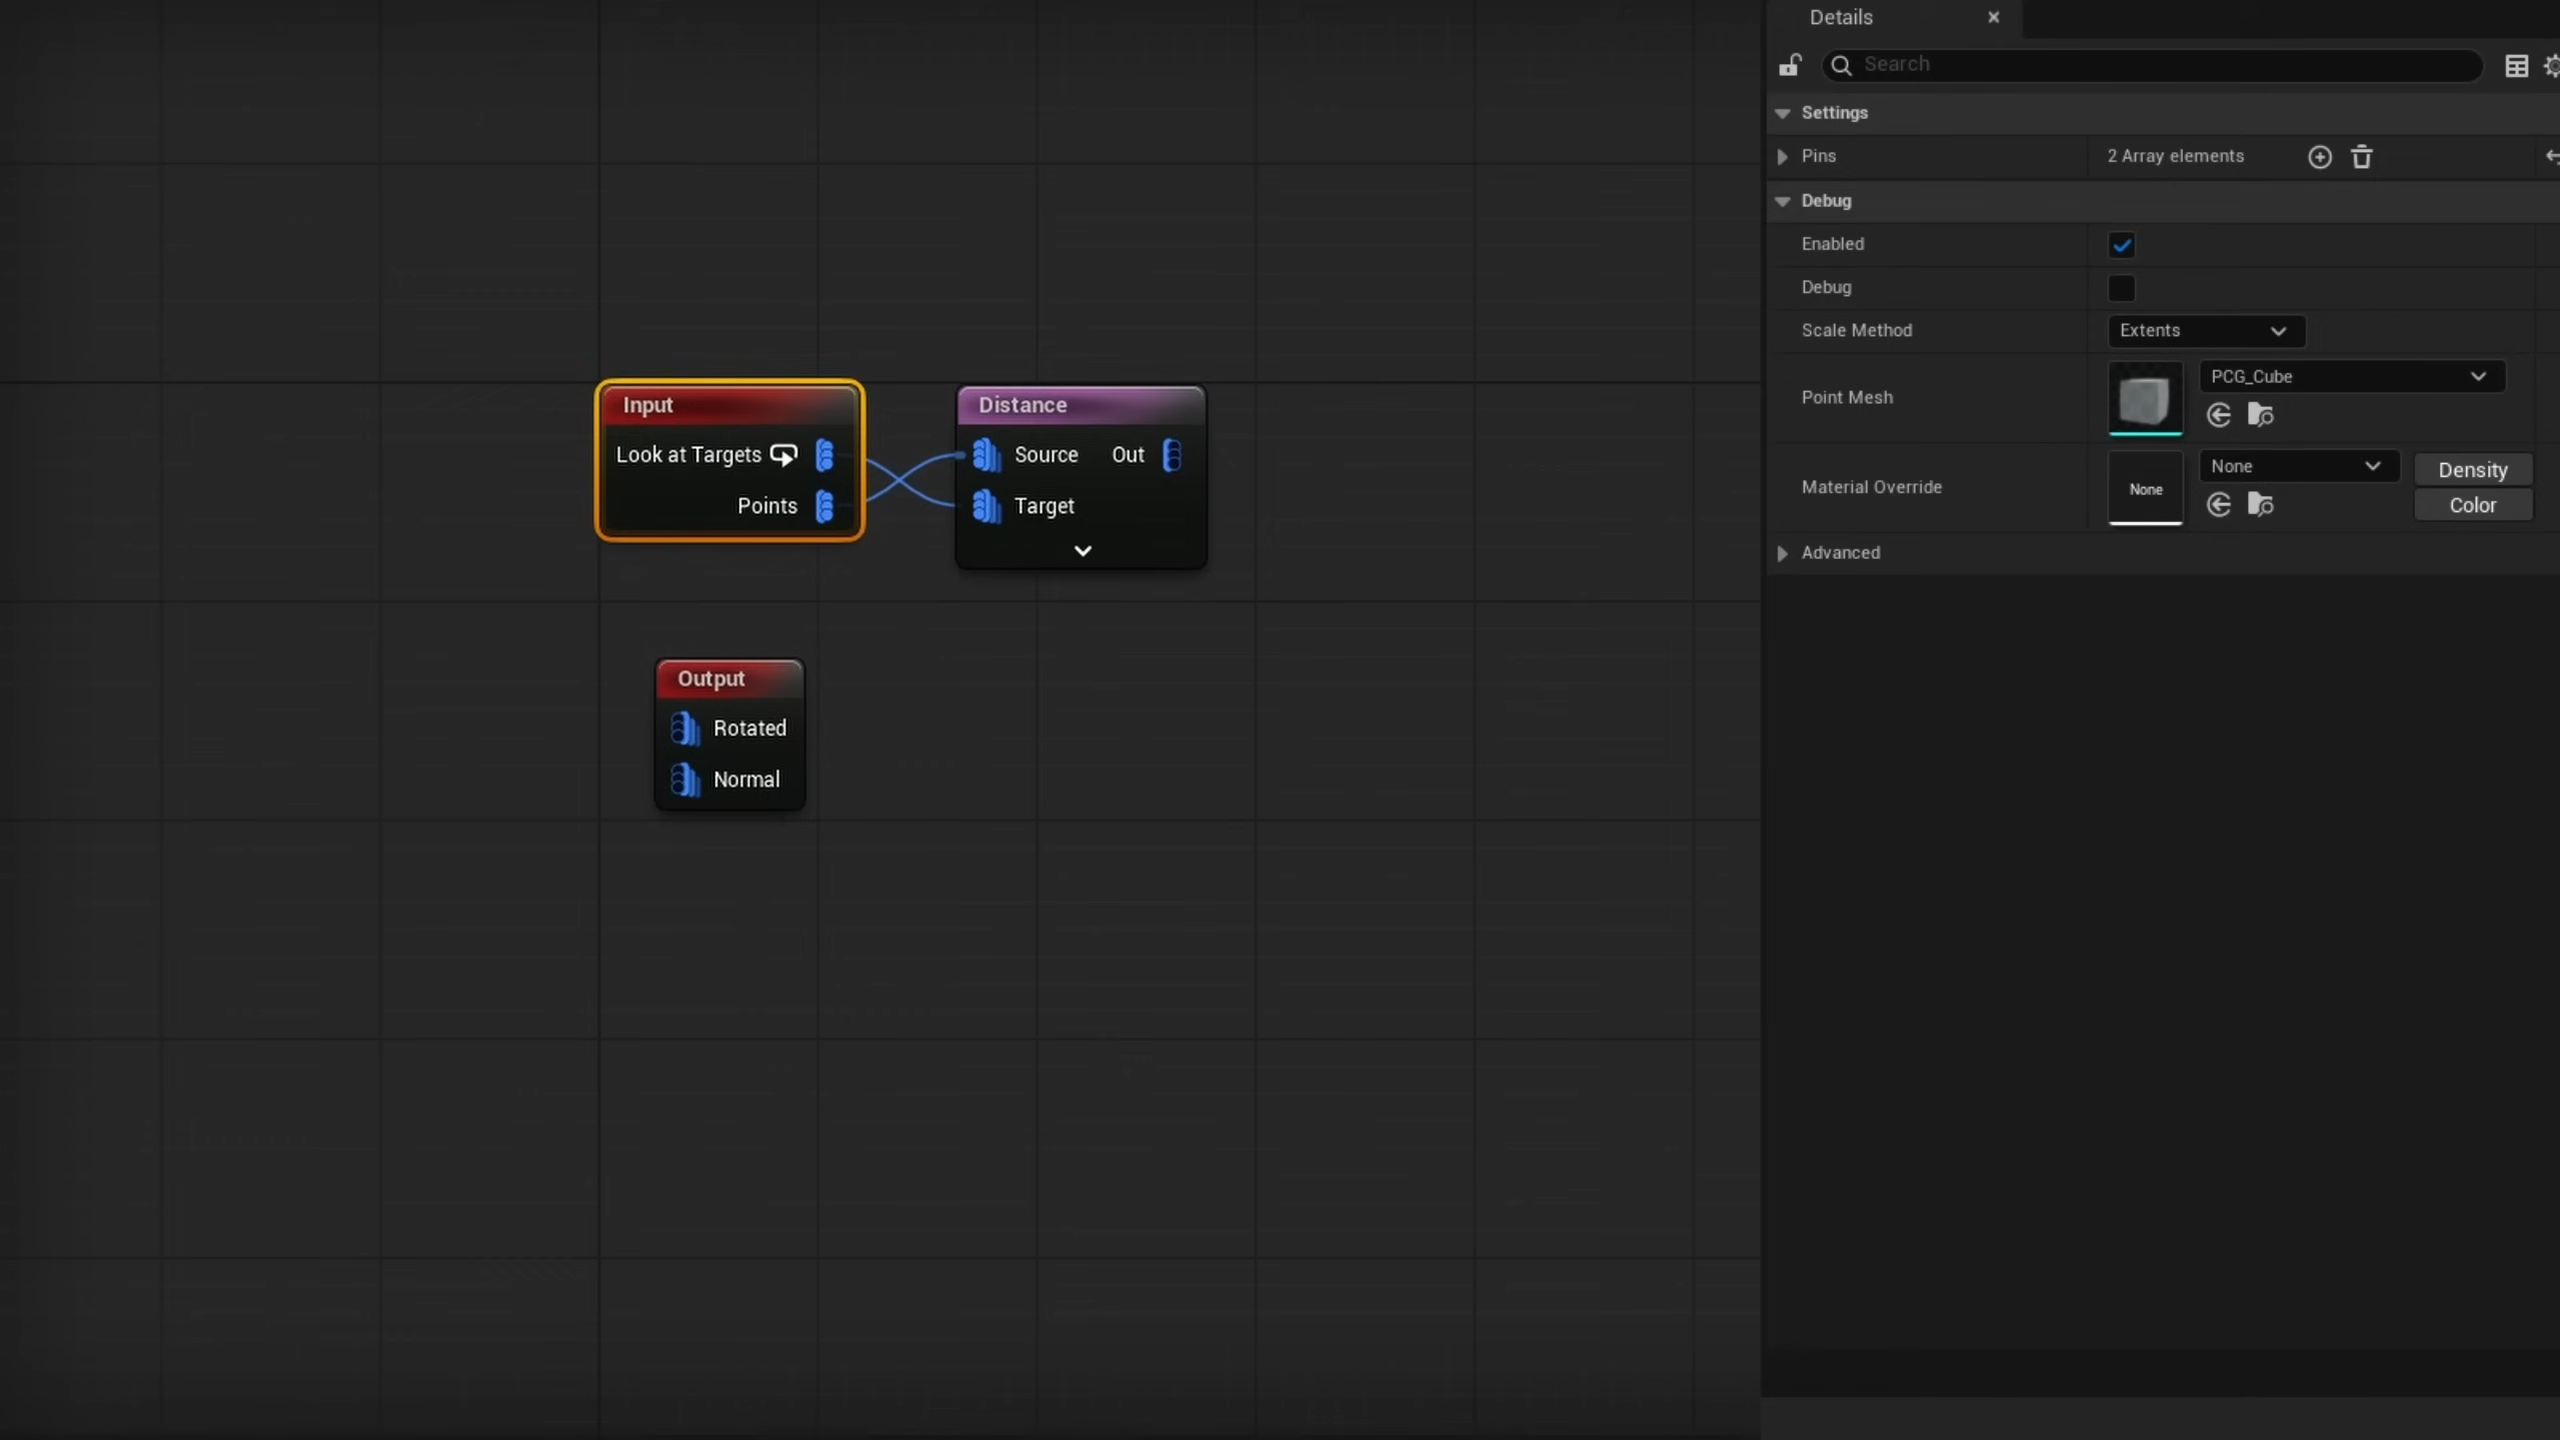 Input
Look at Targets
Points
Distance
Source Out
Target
Output
Rotated
Normal
Details
Search
Settings
Pins 2 Array elements
Debug
Enabled
Debug
Scale Method Extents
Point Mesh PCG_Cube
Material Override None None Density
Color
Advanced